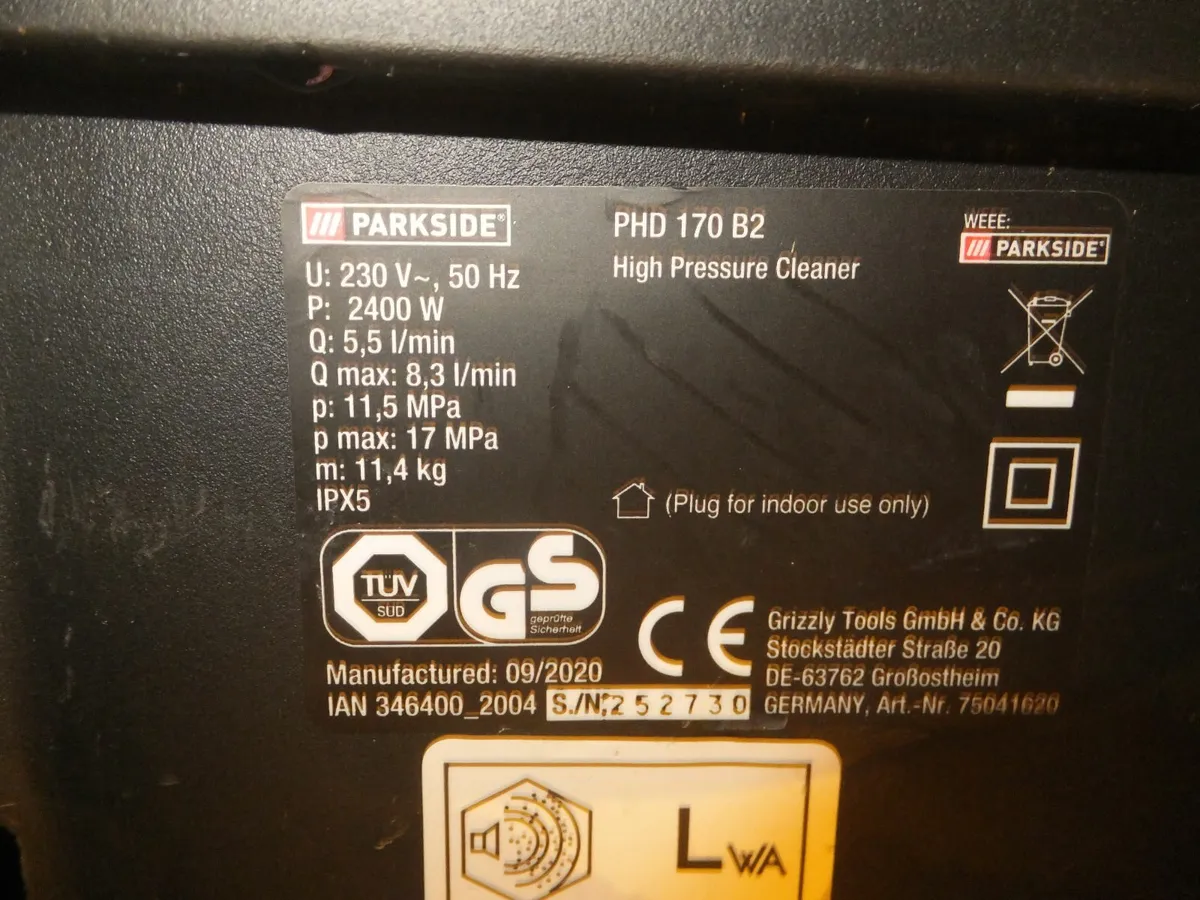 PARKSIDE®
U: 230 V~, 50 Hz
P: 2400 W
Q: 5,5 l/min
Q max: 8,3 l/min
p: 11,5 MPa
p max: 17 MPa
m: 11,4 kg
IPX5
PHD 170 B2
High Pressure Cleaner
WEEE:
PARKSIDE®
(Plug for indoor use only)
TÜV
SÜD
GS
geprüfte
Sicherheit
CE
Manufactured: 09/2020
IAN 346400_2004 S./N: 252730
Grizzly Tools GmbH & Co. KG
Stockstädter Straße 20
DE-63762 Großostheim
GERMANY, Art.-Nr. 75041620
LWA